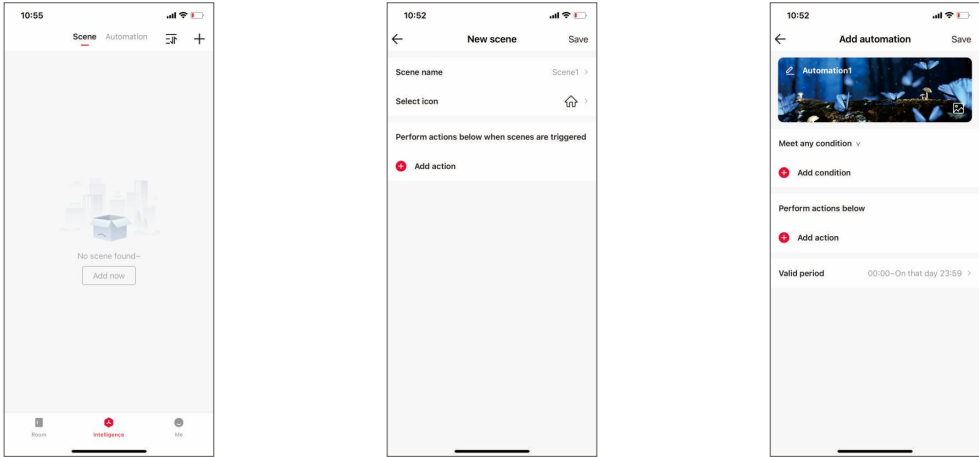 10:55
Scene Automation
No scene found~
Add now
Room Intelligence Me
10:52
New scene Save
Scene name Scene1
Select icon
Perform actions below when scenes are triggered
Add action
10:52
Add automation Save
Automation1
Meet any condition
Add condition
Perform actions below
Add action
Valid period 00:00~On that day 23:59